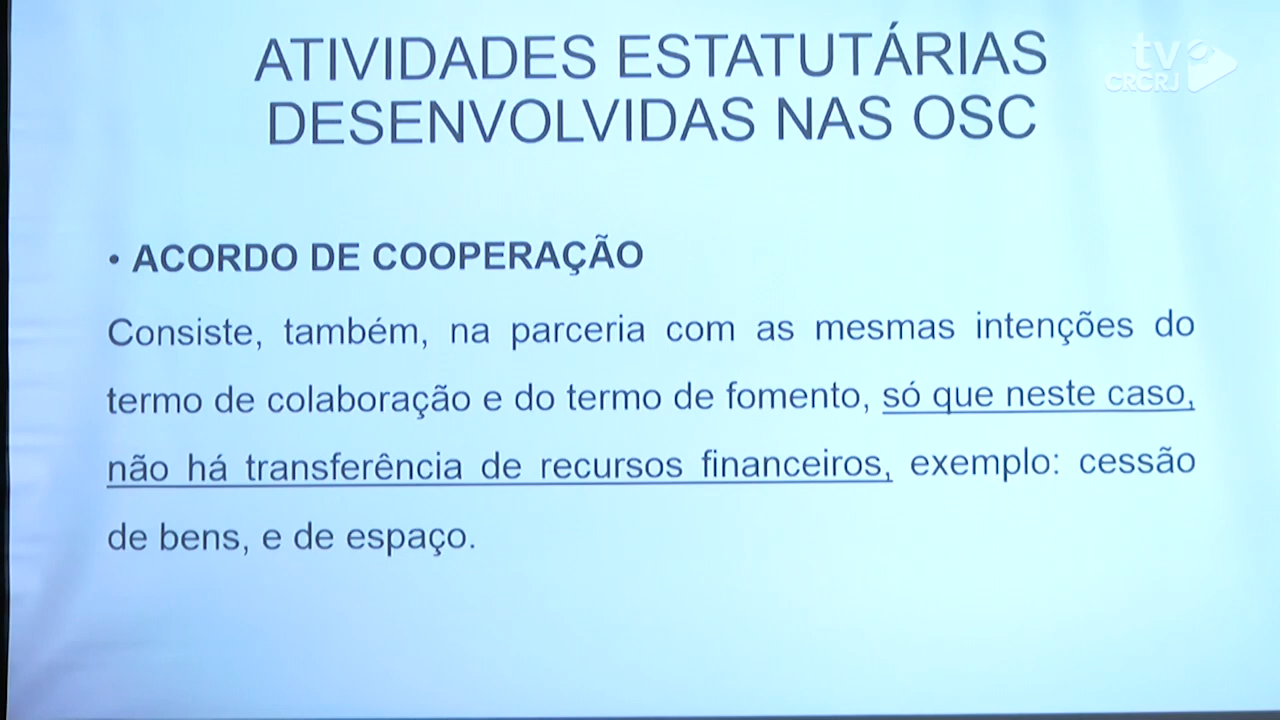 ATIVIDADES ESTATUTÁRIAS
DESENVOLVIDAS NAS OSC
tv
CRCRJ
• ACORDO DE COOPERAÇÃO
Consiste, também, na parceria com as mesmas intenções do
termo de colaboração e do termo de fomento, só que neste caso,
não há transferência de recursos financeiros, exemplo: cessão
de bens, e de espaço.